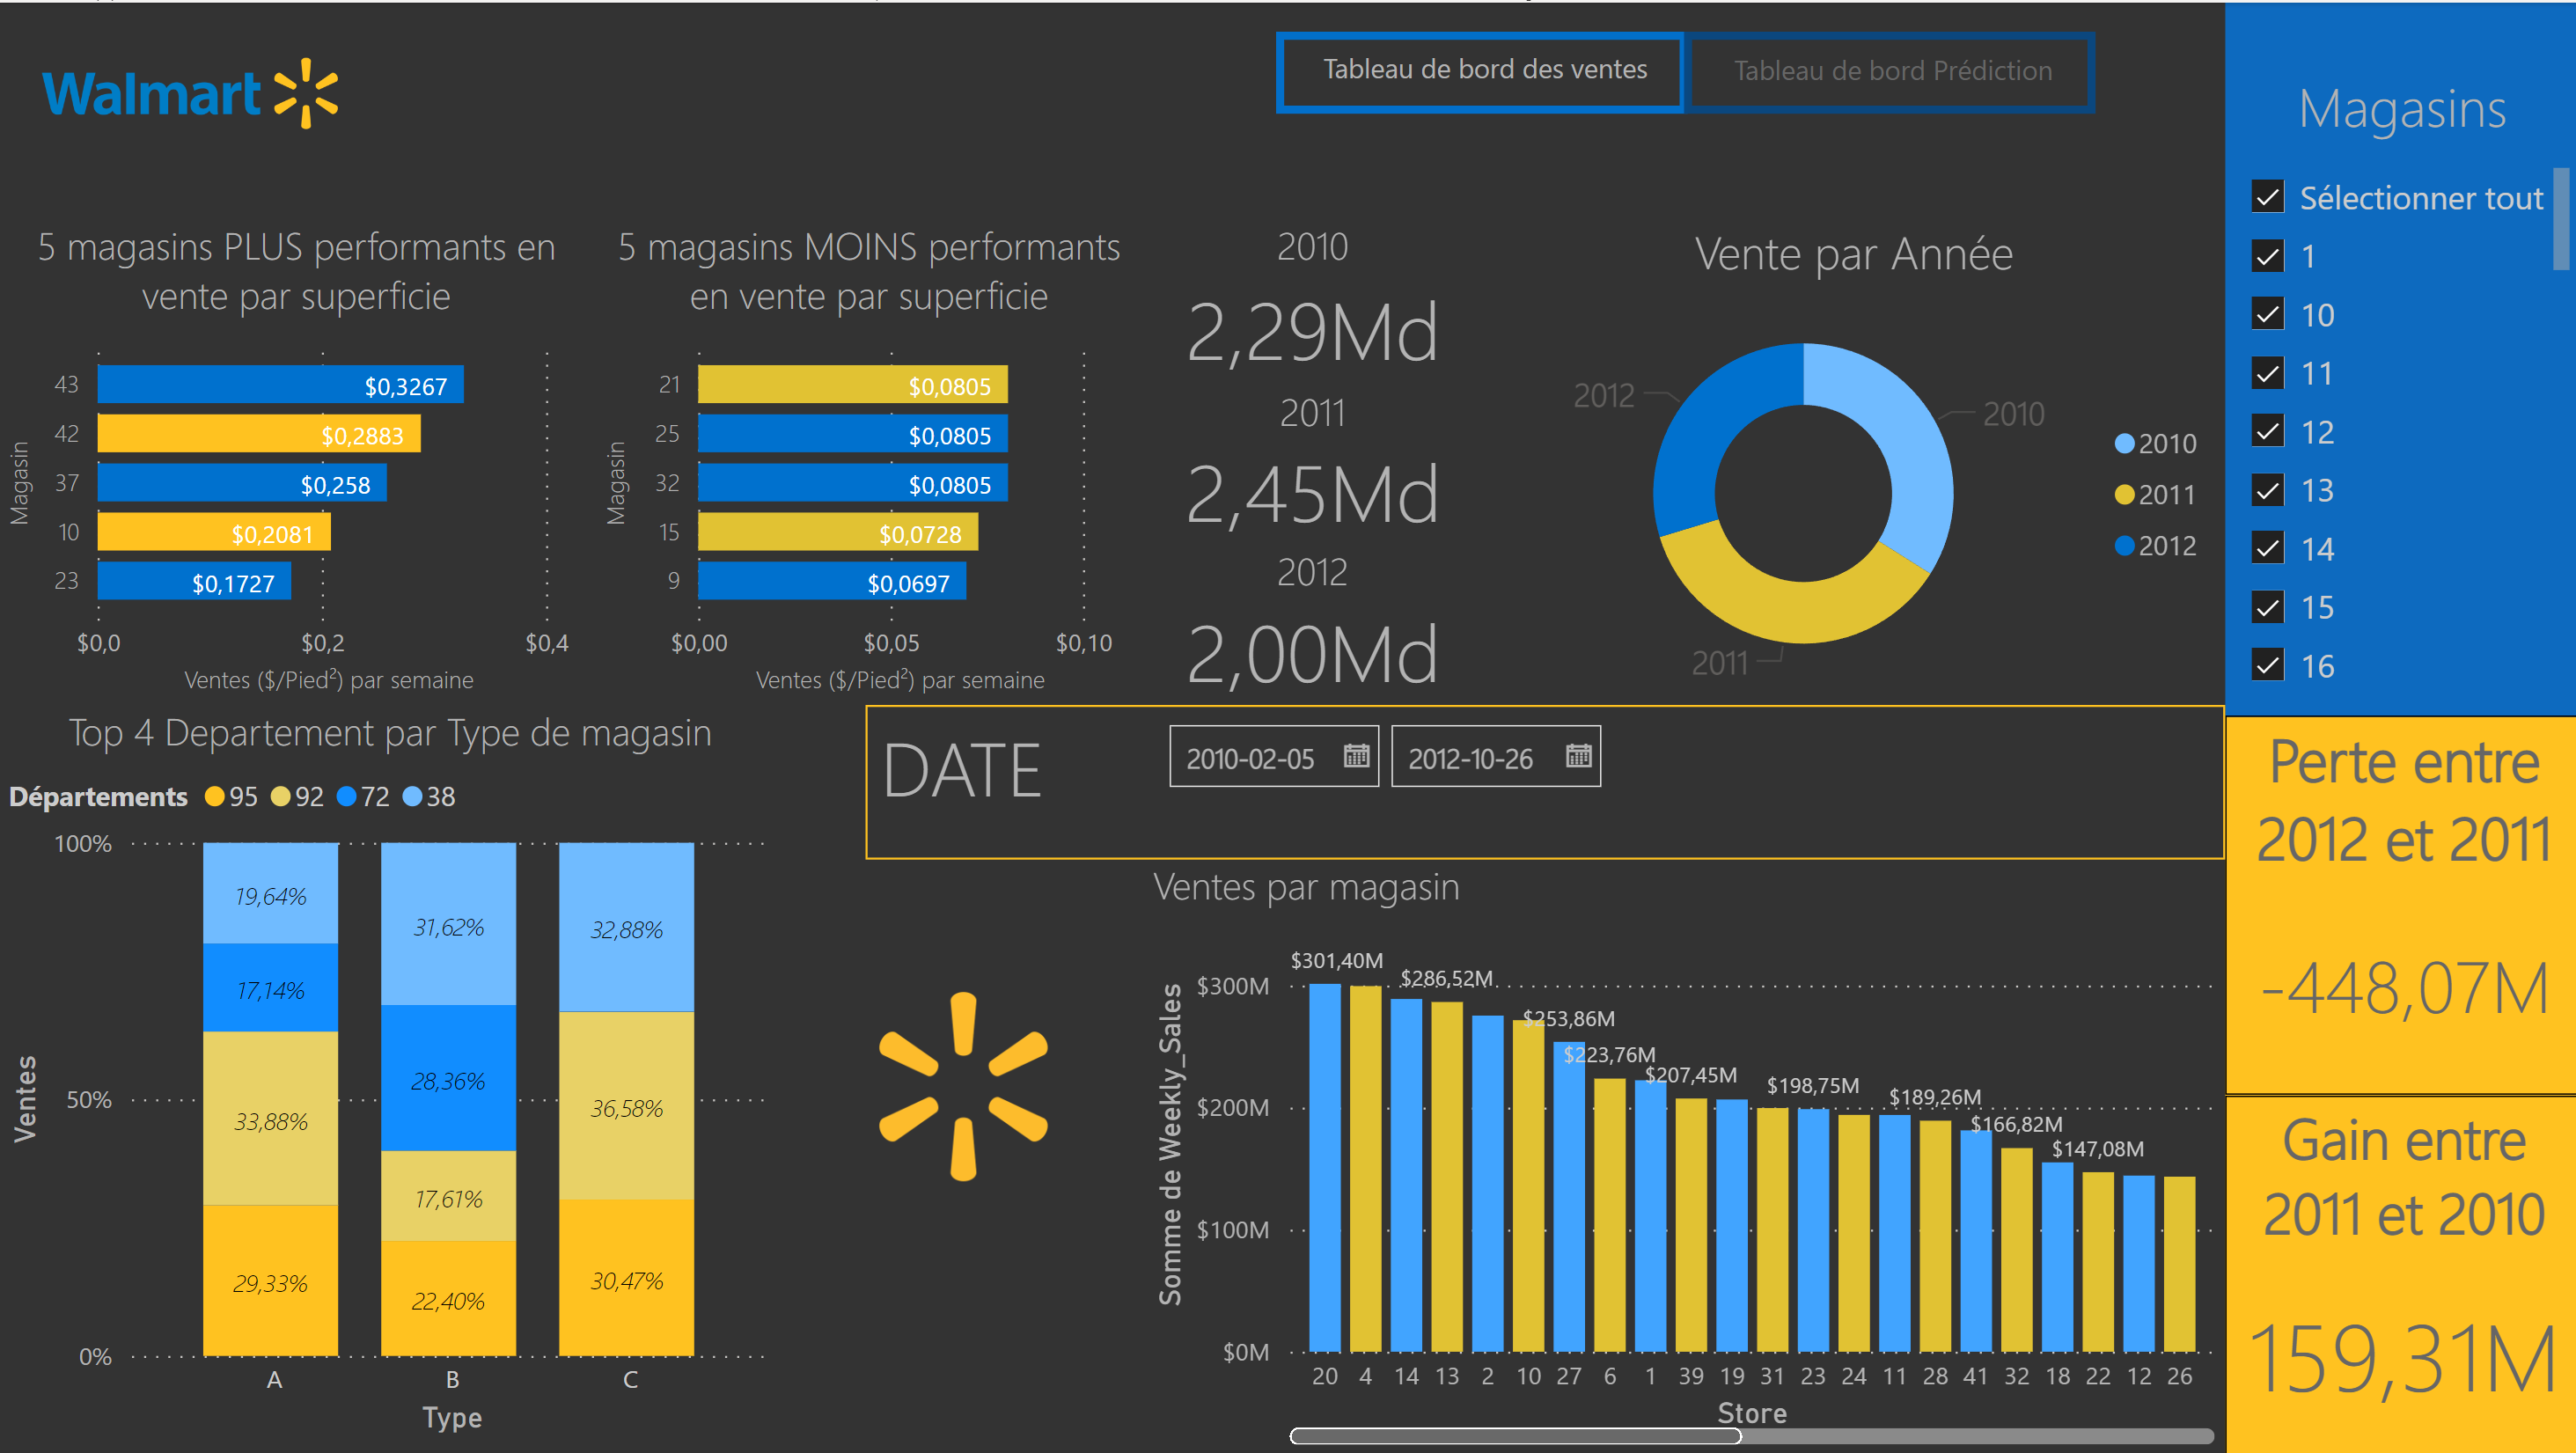 Walmart
Tableau de bord des ventes
Tableau de bord Prédiction
5 magasins PLUS performants en
vente par superficie
Magasin
43
$0,3267
42
$0,2883
37
$0,258
10
$0,2081
23
$0,1727
$0,0
$0,2
$0,4
Ventes ($/Pied²) par semaine
5 magasins MOINS performants
en vente par superficie
Magasin
21
$0,0805
25
$0,0805
32
$0,0805
15
$0,0728
9
$0,0697
$0,00
$0,05
$0,10
Ventes ($/Pied²) par semaine
2010
2,29Md
2011
2,45Md
2012
2,00Md
Vente par Année
2012
2010
2011
2010
2011
2012
Magasins
Sélectionner tout
1
10
11
12
13
14
15
16
Top 4 Departement par Type de magasin
Départements 95 92 72 38
Ventes
100%
50%
0%
19,64%
17,14%
33,88%
29,33%
31,62%
28,36%
17,61%
22,40%
32,88%
36,58%
30,47%
A B C
Type
DATE
2010-02-05
2012-10-26
Ventes par magasin
Somme de Weekly_Sales
$300M
$200M
$100M
$0M
$301,40M
$286,52M
$253,86M
$223,76M
$207,45M
$198,75M
$189,26M
$166,82M
$147,08M
20 4 14 13 2 10 27 6 1 39 19 31 23 24 11 28 41 32 18 22 12 26
Store
Perte entre
2012 et 2011
-448,07M
Gain entre
2011 et 2010
159,31M